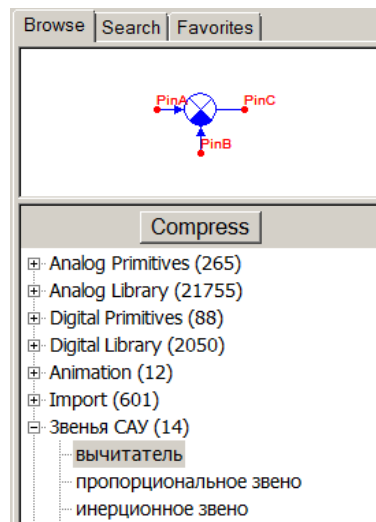 Browse Search Favorites
PinA PinC
PinB
Compress
Analog Primitives (265)
Analog Library (21755)
Digital Primitives (88)
Digital Library (2050)
Animation (12)
Import (601)
Звенья САУ (14)
вычитатель
пропорциональное звено
инерционное звено